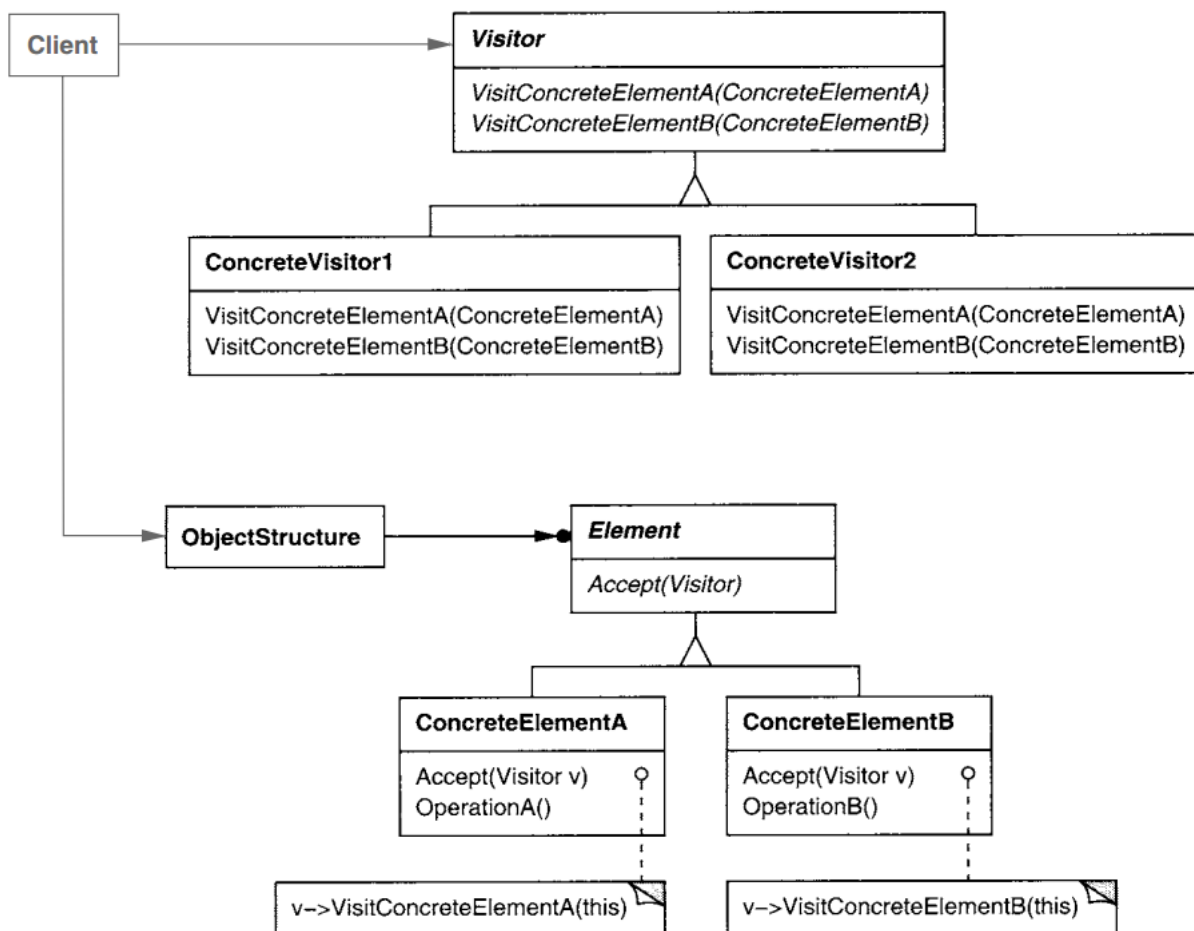 Client
Visitor
VisitConcreteElementA(ConcreteElementA)
VisitConcreteElementB(ConcreteElementB)
ConcreteVisitor1
VisitConcreteElementA(ConcreteElementA)
VisitConcreteElementB(ConcreteElementB)
ConcreteVisitor2
VisitConcreteElementA(ConcreteElementA)
VisitConcreteElementB(ConcreteElementB)
ObjectStructure
Element
Accept(Visitor)
ConcreteElementA
Accept(Visitor v)
OperationA()
ConcreteElementB
Accept(Visitor v)
OperationB()
v–>VisitConcreteElementA(this)
v–>VisitConcreteElementB(this)